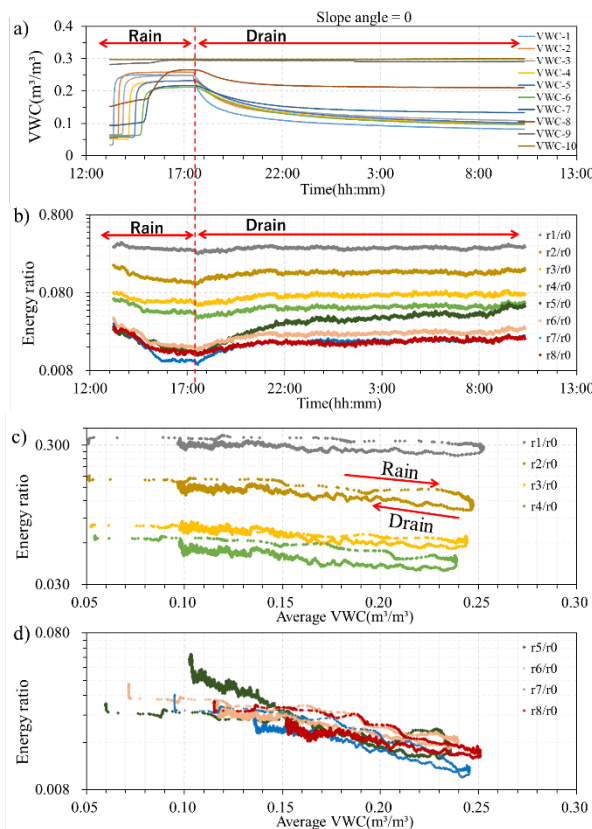 Slope angle = 0
a)
Rain
Drain
VWC(m³/m³)
0.4
0.3
0.2
0.1
0
12:00
17:00
22:00
3:00
8:00
13:00
Time(hh:mm)
VWC-1
VWC-2
VWC-3
VWC-4
VWC-5
VWC-6
VWC-7
VWC-8
VWC-9
VWC-10
b)
Rain
Drain
Energy ratio
0.800
0.080
0.008
12:00
17:00
22:00
3:00
8:00
13:00
Time(hh:mm)
r1/r0
r2/r0
r3/r0
r4/r0
r5/r0
r6/r0
r7/r0
r8/r0
c)
Rain
Drain
Energy ratio
0.300
0.030
0.05
0.10
0.15
0.20
0.25
0.30
Average VWC(m³/m³)
r1/r0
r2/r0
r3/r0
r4/r0
d)
Energy ratio
0.080
0.008
0.05
0.10
0.15
0.20
0.25
0.30
Average VWC(m³/m³)
r5/r0
r6/r0
r7/r0
r8/r0